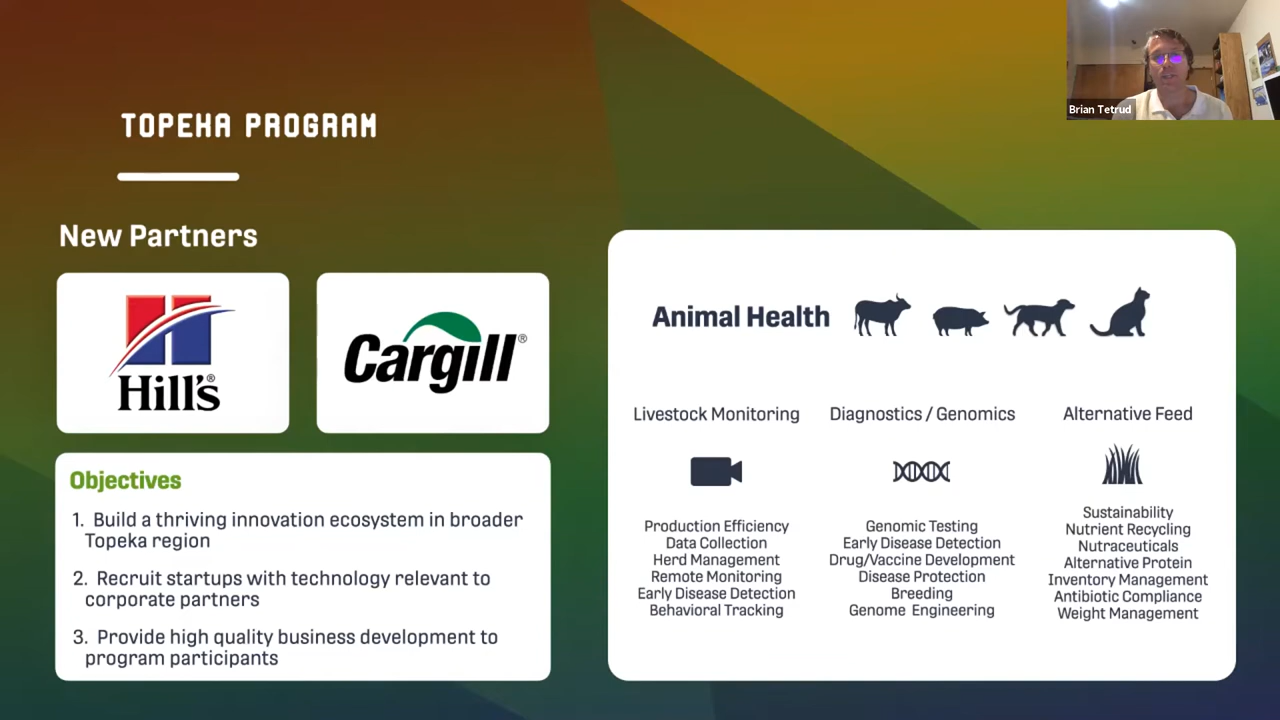 Brian Tetrud
TOPEKA PROGRAM
New Partners
Hill's®
Cargill®
Objectives
1. Build a thriving innovation ecosystem in broader
Topeka region
2. Recruit startups with technology relevant to
corporate partners
3. Provide high quality business development to
program participants
Animal Health
Livestock Monitoring
Production Efficiency
Data Collection
Herd Management
Remote Monitoring
Early Disease Detection
Behavioral Tracking
Diagnostics / Genomics
Genomic Testing
Early Disease Detection
Drug/Vaccine Development
Disease Protection
Breeding
Genome Engineering
Alternative Feed
Sustainability
Nutrient Recycling
Nutraceuticals
Alternative Protein
Inventory Management
Antibiotic Compliance
Weight Management